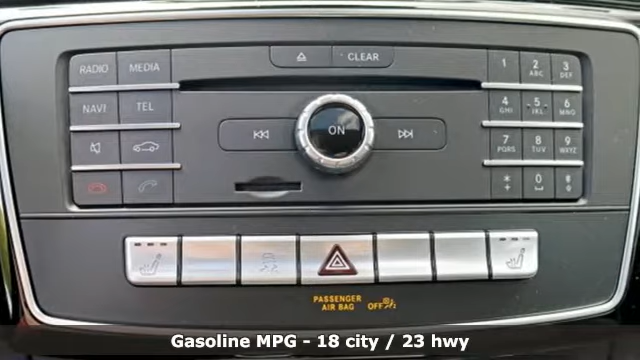 CLEAR
RADIO MEDIA
1 2 ABC 3 DEF
NAVI TEL
4 GHI 5 JKL 6 MNO
ON
7 PQRS 8 TUV 9 WXYZ
* + 0 #
PASSENGER
AIR BAG OFF
Gasoline MPG - 18 city / 23 hwy